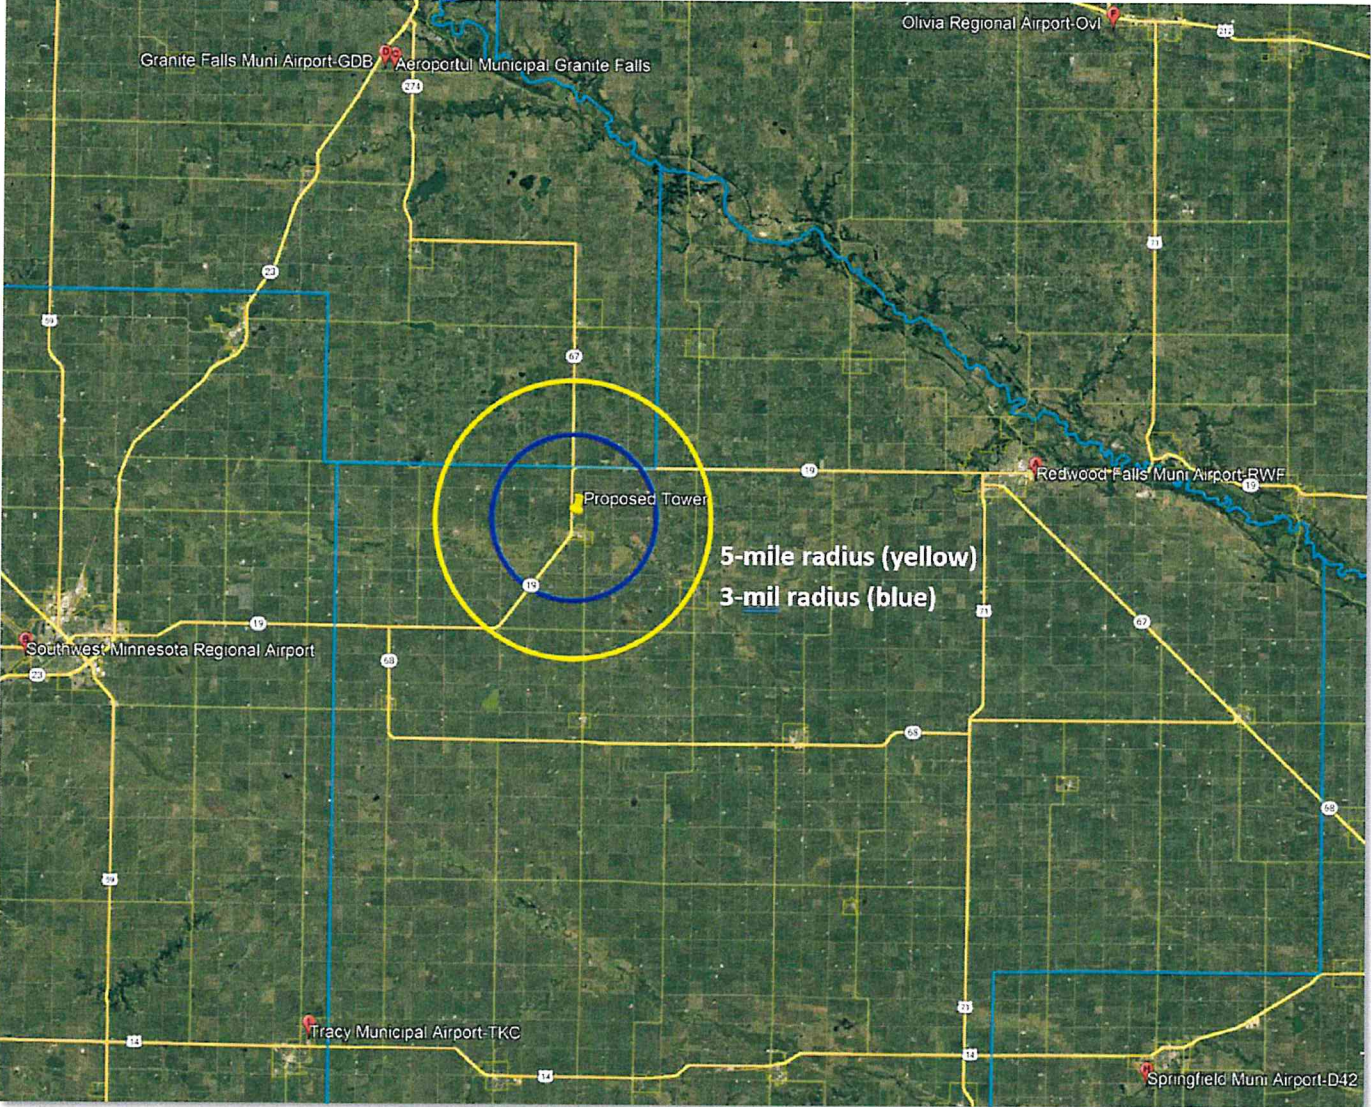 Olivia Regional Airport-Ovl
212
Granite Falls Muni Airport-GDB
Aeroportul Municipal Granite Falls
274
71
23
59
67
19
Redwood Falls Muni Airport-RWF
19
Proposed Tower
5-mile radius (yellow)
3-mil radius (blue)
19
71
19
67
Southwest Minnesota Regional Airport
68
23
68
68
59
71
Tracy Municipal Airport-TKC
14
14
14
Springfield Muni Airport-D42